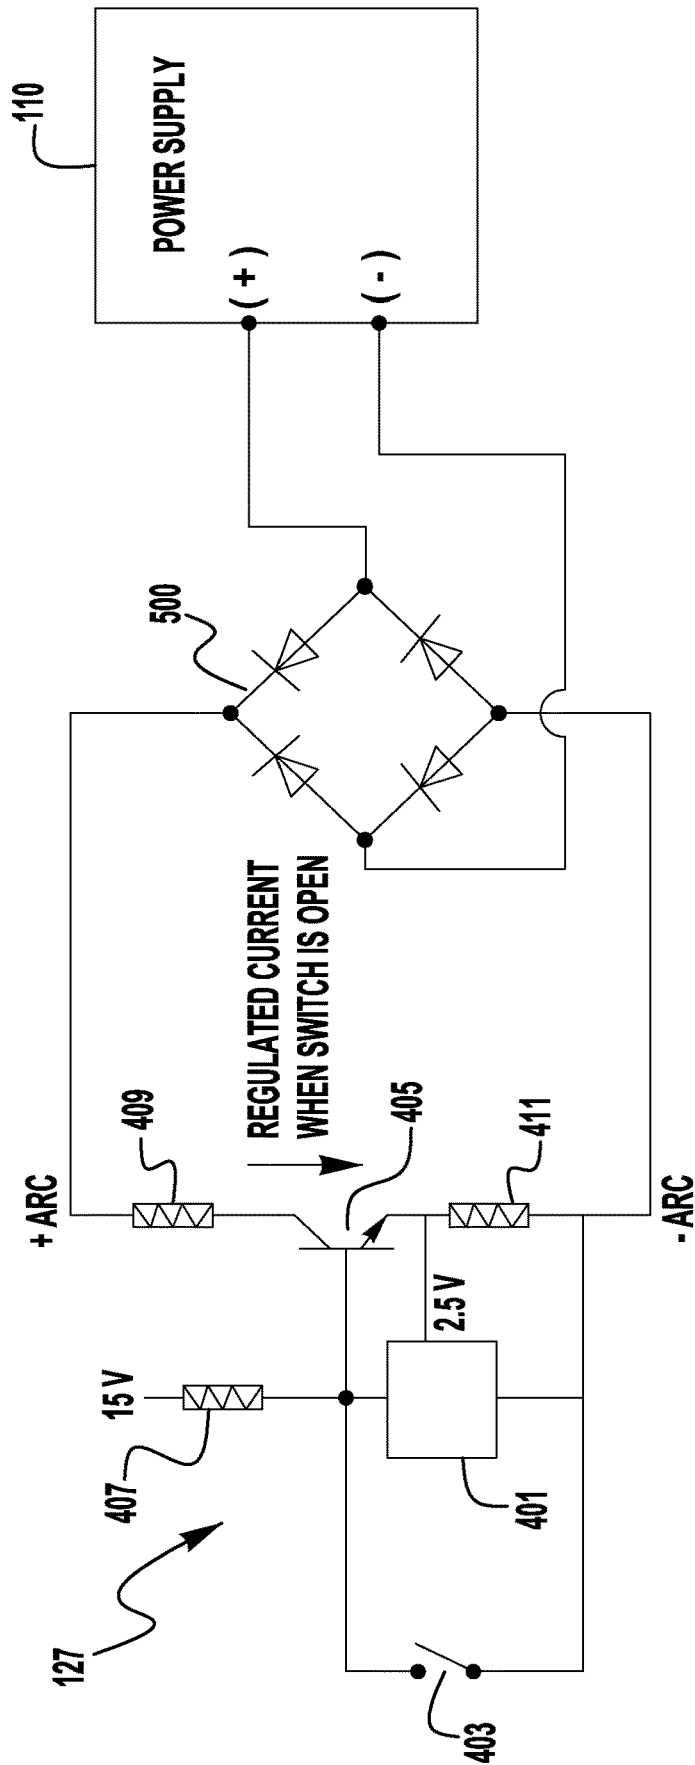 127
403
407
15 V
401
2.5 V
+ ARC
- ARC
409
405
411
REGULATED CURRENT
WHEN SWITCH IS OPEN
500
110
POWER SUPPLY
( + )
( - )